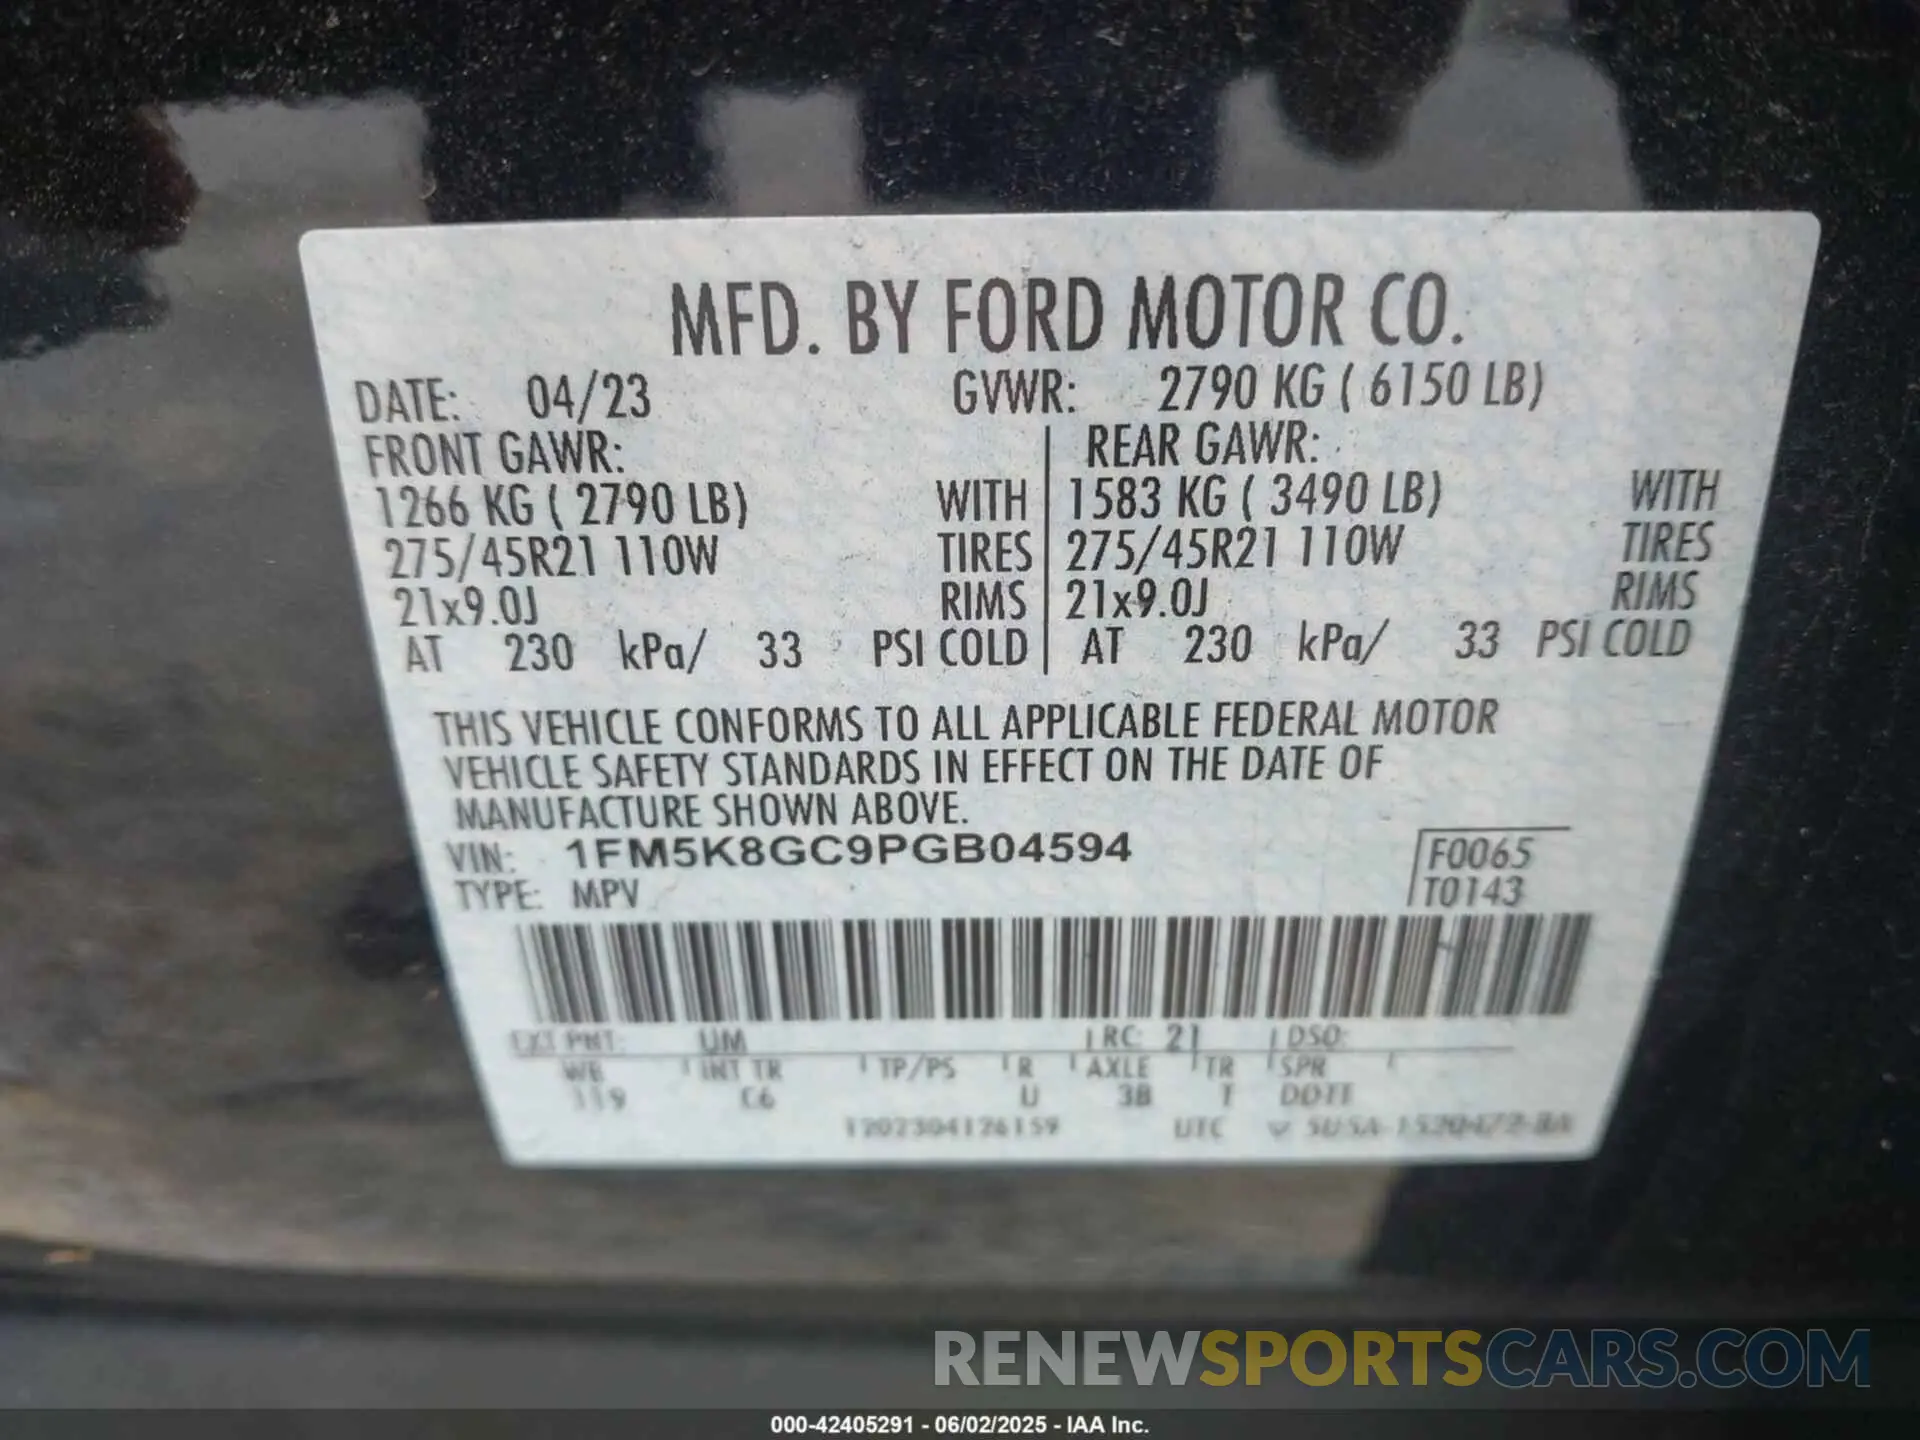 MFD. BY FORD MOTOR CO.
DATE: 04/23 GVWR: 2790 KG ( 6150 LB)
FRONT GAWR: REAR GAWR:
1266 KG ( 2790 LB) WITH 1583 KG ( 3490 LB) WITH
275/45R21 110W TIRES 275/45R21 110W TIRES
21x9.0J RIMS 21x9.0J RIMS
AT 230 kPa/ 33 PSI COLD AT 230 kPa/ 33 PSI COLD
THIS VEHICLE CONFORMS TO ALL APPLICABLE FEDERAL MOTOR
VEHICLE SAFETY STANDARDS IN EFFECT ON THE DATE OF
MANUFACTURE SHOWN ABOVE.
VIN: 1FM5K8GC9PGB04594 F0065
TYPE: MPV T0143
EXT PNT: UM RC: 21 DSO:
WB INT TR TP/PS R AXLE TR SPR
119 C6 U 3B T
1202304126159 UTC
RENEWSPORTSCARS.COM
000-42405291 - 06/02/2025 - IAA Inc.